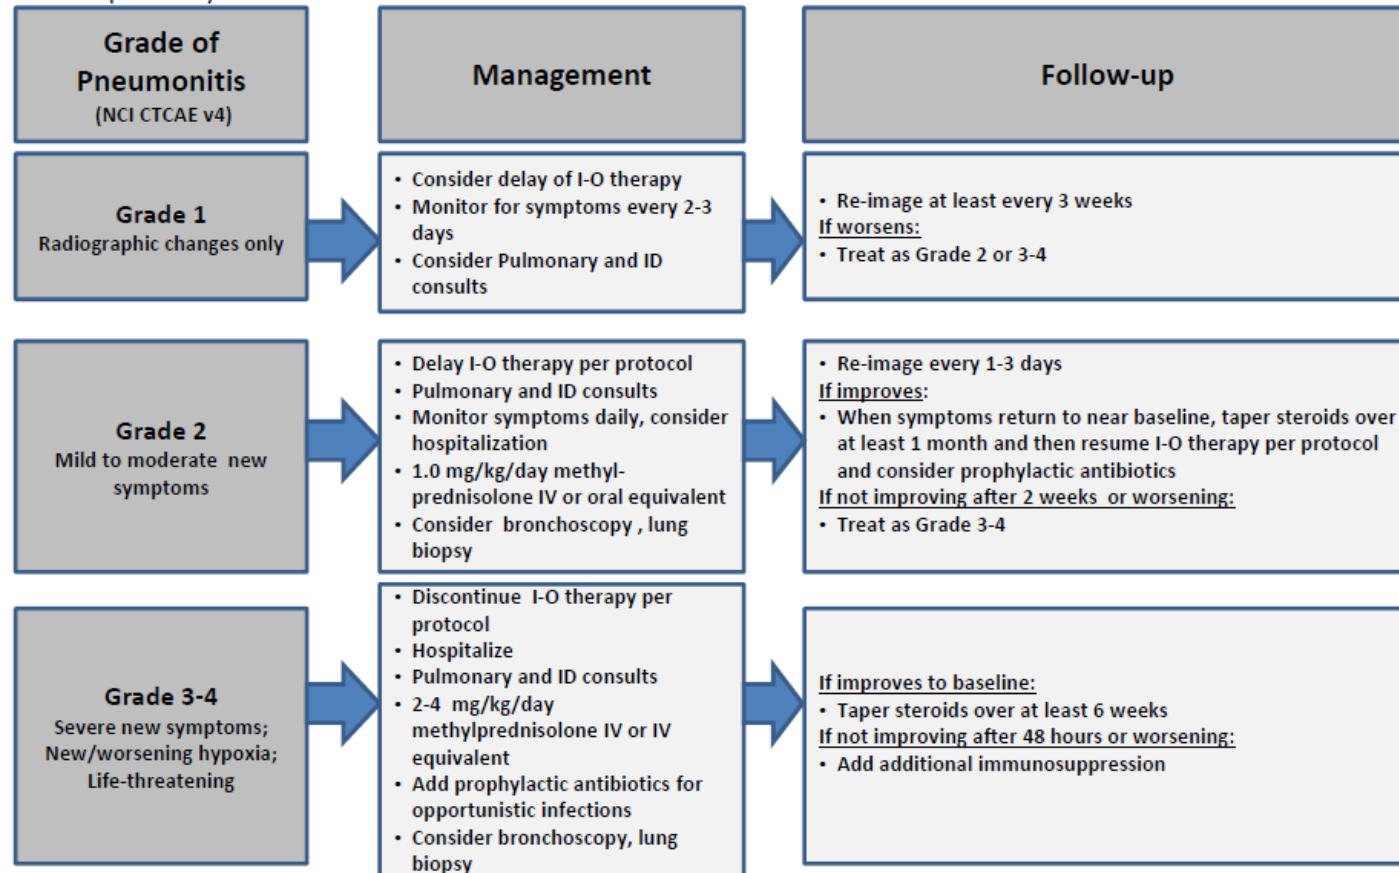 Grade of
Pneumonitis
(NCI CTCAE v4)
Management
Follow-up
Grade 1
Radiographic changes only
• Consider delay of I-O therapy
• Monitor for symptoms every 2-3
days
• Consider Pulmonary and ID
consults
• Re-image at least every 3 weeks
If worsens:
• Treat as Grade 2 or 3-4
Grade 2
Mild to moderate new
symptoms
• Delay I-O therapy per protocol
• Pulmonary and ID consults
• Monitor symptoms daily, consider
hospitalization
• 1.0 mg/kg/day methyl-
prednisolone IV or oral equivalent
• Consider bronchoscopy , lung
biopsy
• Re-image every 1-3 days
If improves:
• When symptoms return to near baseline, taper steroids over
at least 1 month and then resume I-O therapy per protocol
and consider prophylactic antibiotics
If not improving after 2 weeks or worsening:
• Treat as Grade 3-4
Grade 3-4
Severe new symptoms;
New/worsening hypoxia;
Life-threatening
• Discontinue I-O therapy per
protocol
• Hospitalize
• Pulmonary and ID consults
• 2-4 mg/kg/day
methylprednisolone IV or IV
equivalent
• Add prophylactic antibiotics for
opportunistic infections
• Consider bronchoscopy, lung
biopsy
If improves to baseline:
• Taper steroids over at least 6 weeks
If not improving after 48 hours or worsening:
• Add additional immunosuppression